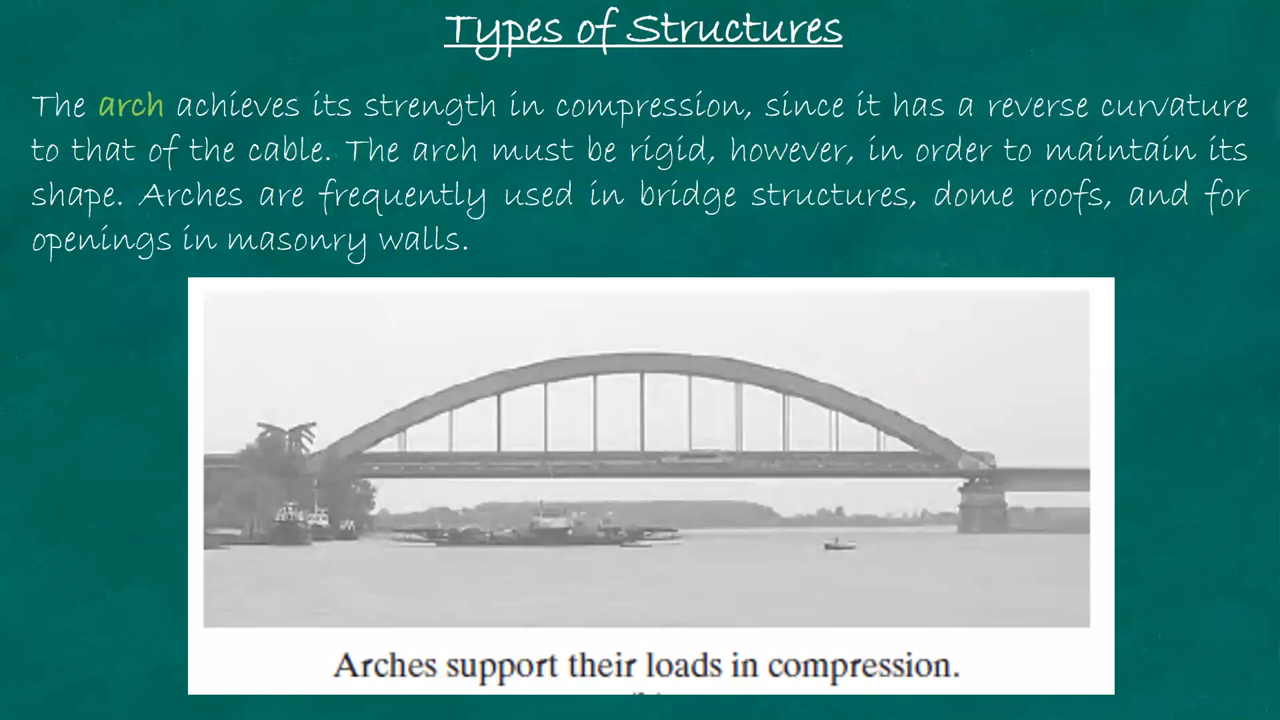 Types of Structures
The arch achieves its strength in compression, since it has a reverse curvature
to that of the cable. The arch must be rigid, however, in order to maintain its
shape. Arches are frequently used in bridge structures, dome roofs, and for
openings in masonry walls.
Arches support their loads in compression.